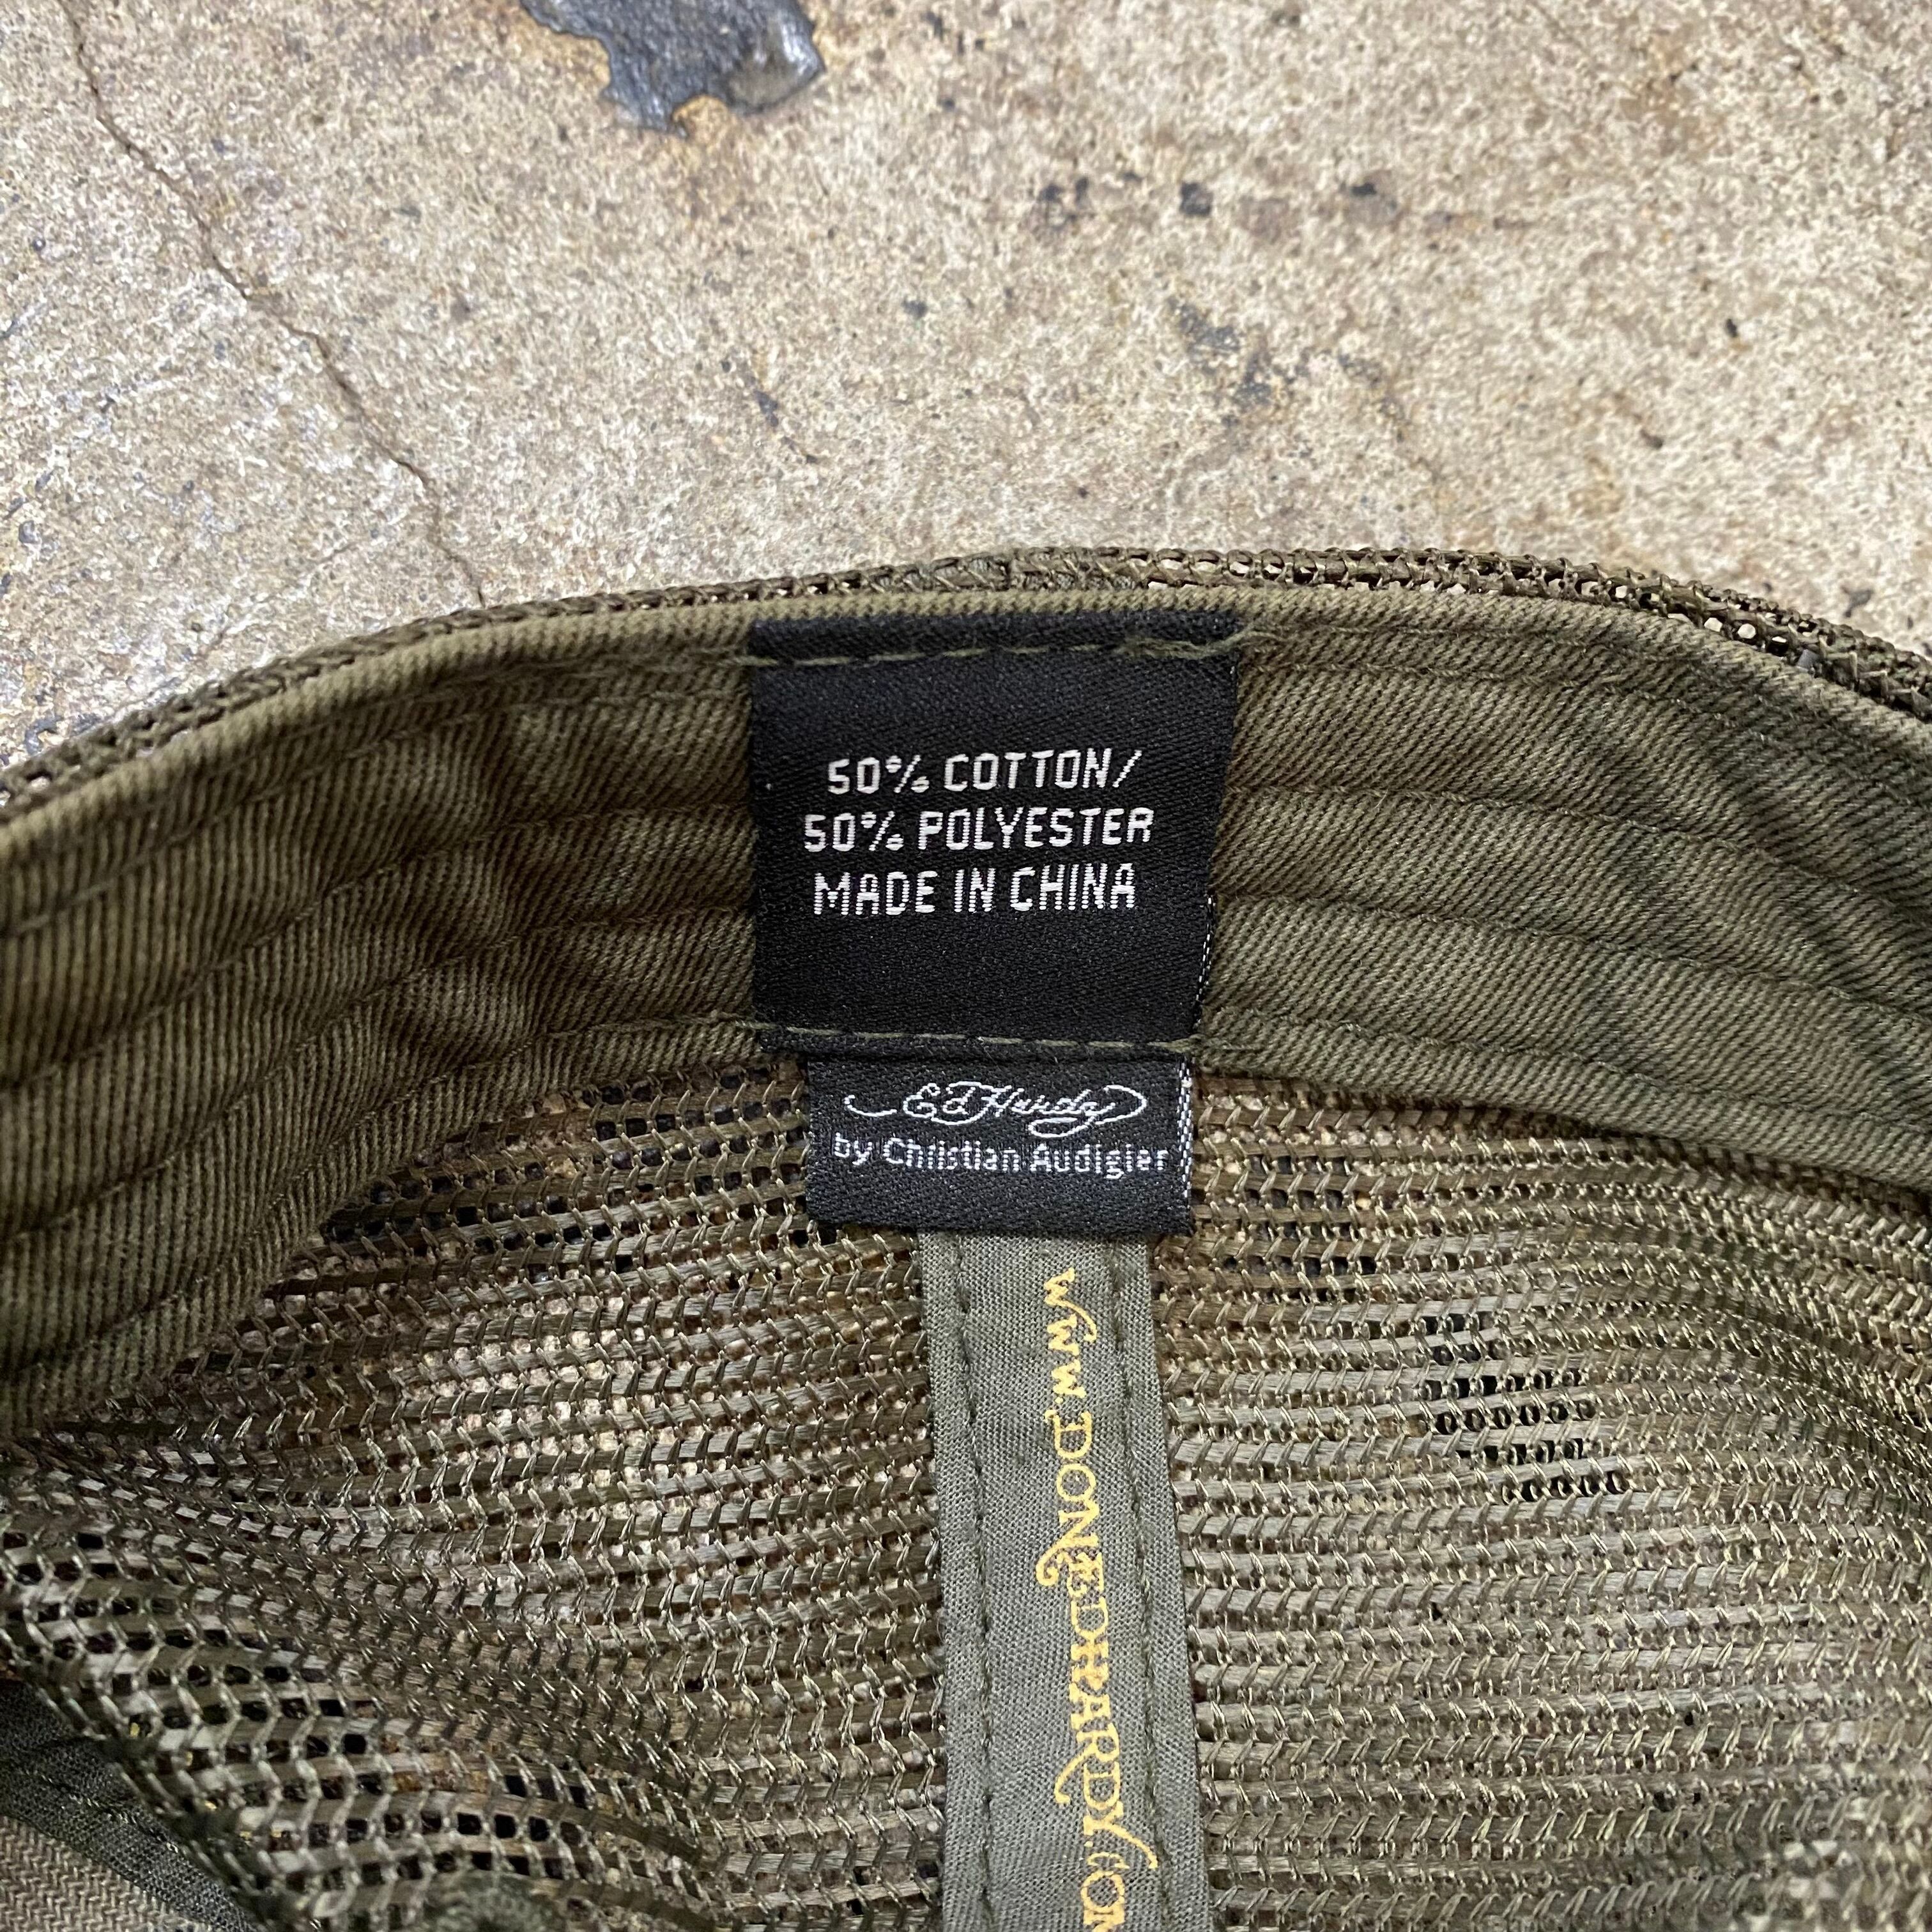 50% COTTON/
50% POLYESTER
MADE IN CHINA
Ed Hardy
by Christian Audigier
www.DONEDHARDY.COM